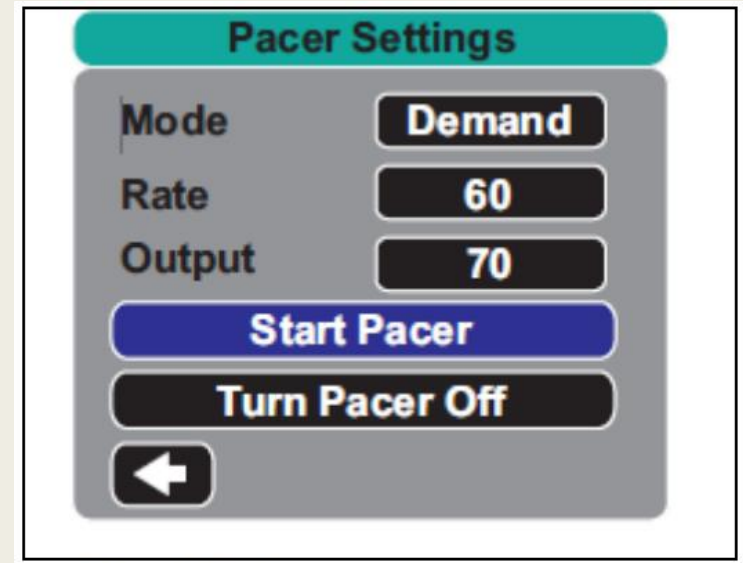 Pacer Settings
Mode Demand
Rate 60
Output 70
Start Pacer
Turn Pacer Off